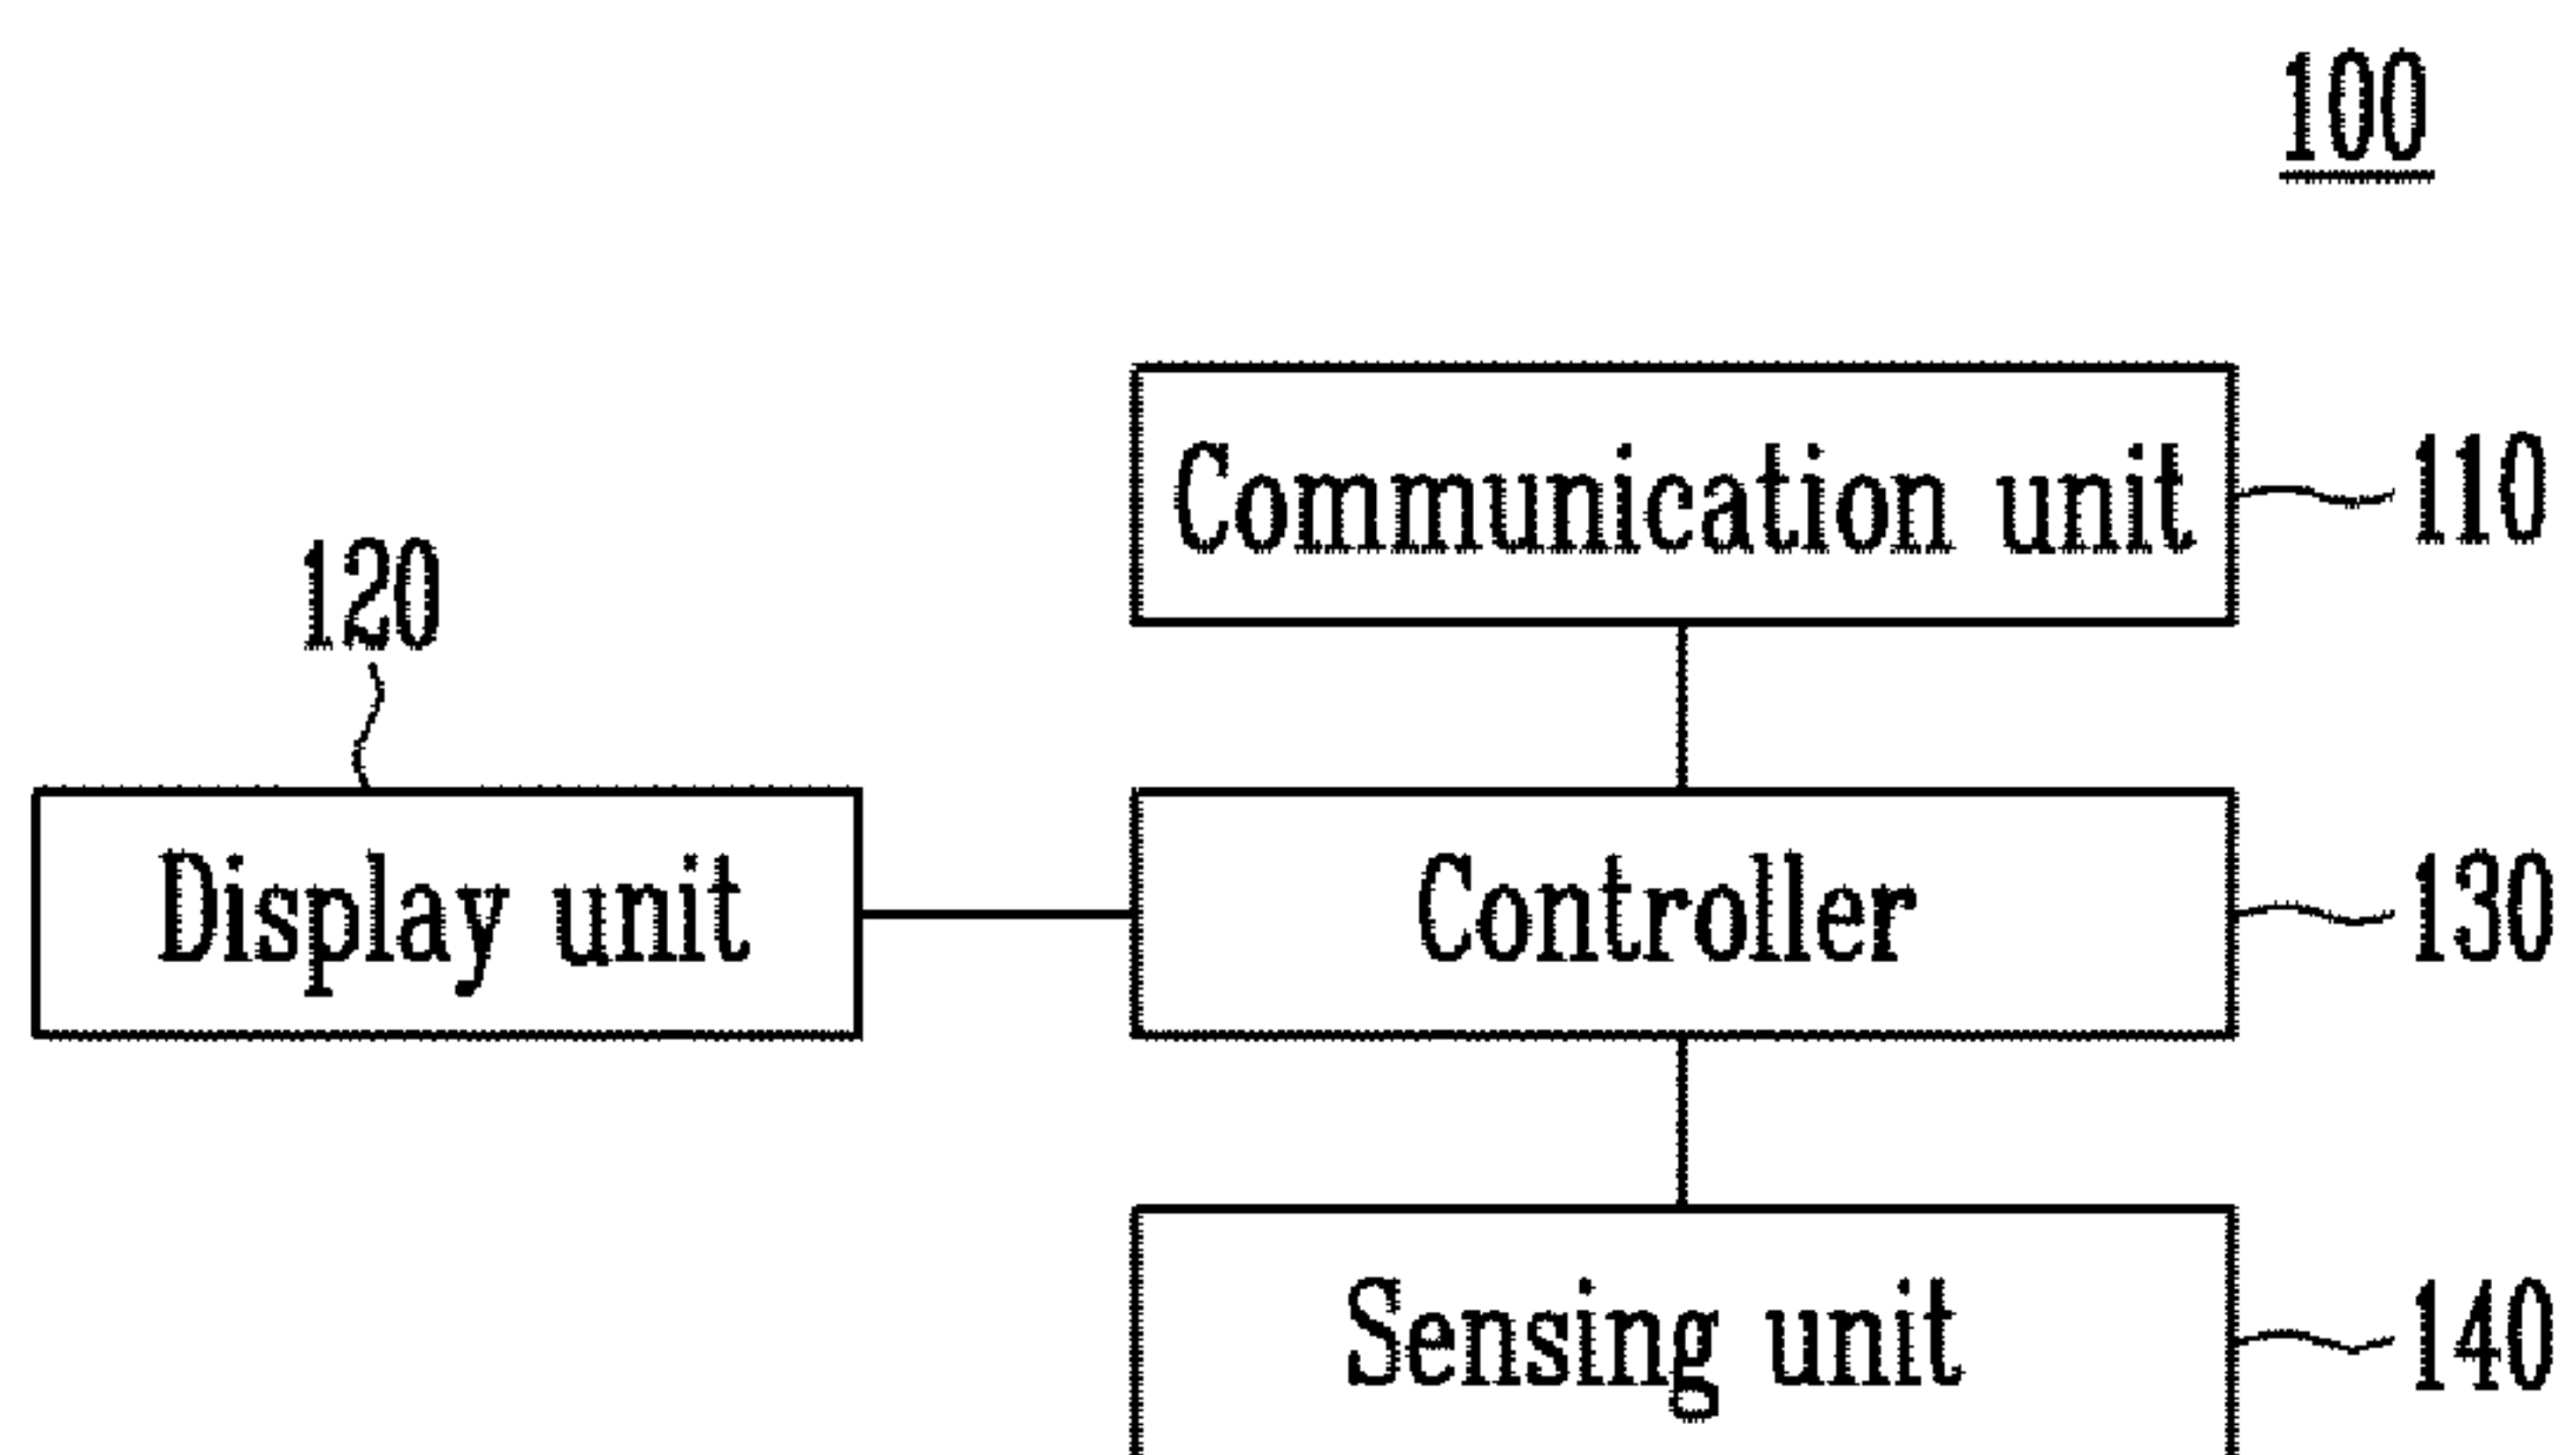 100
Communication unit 110
120
Display unit
Controller 130
Sensing unit 140